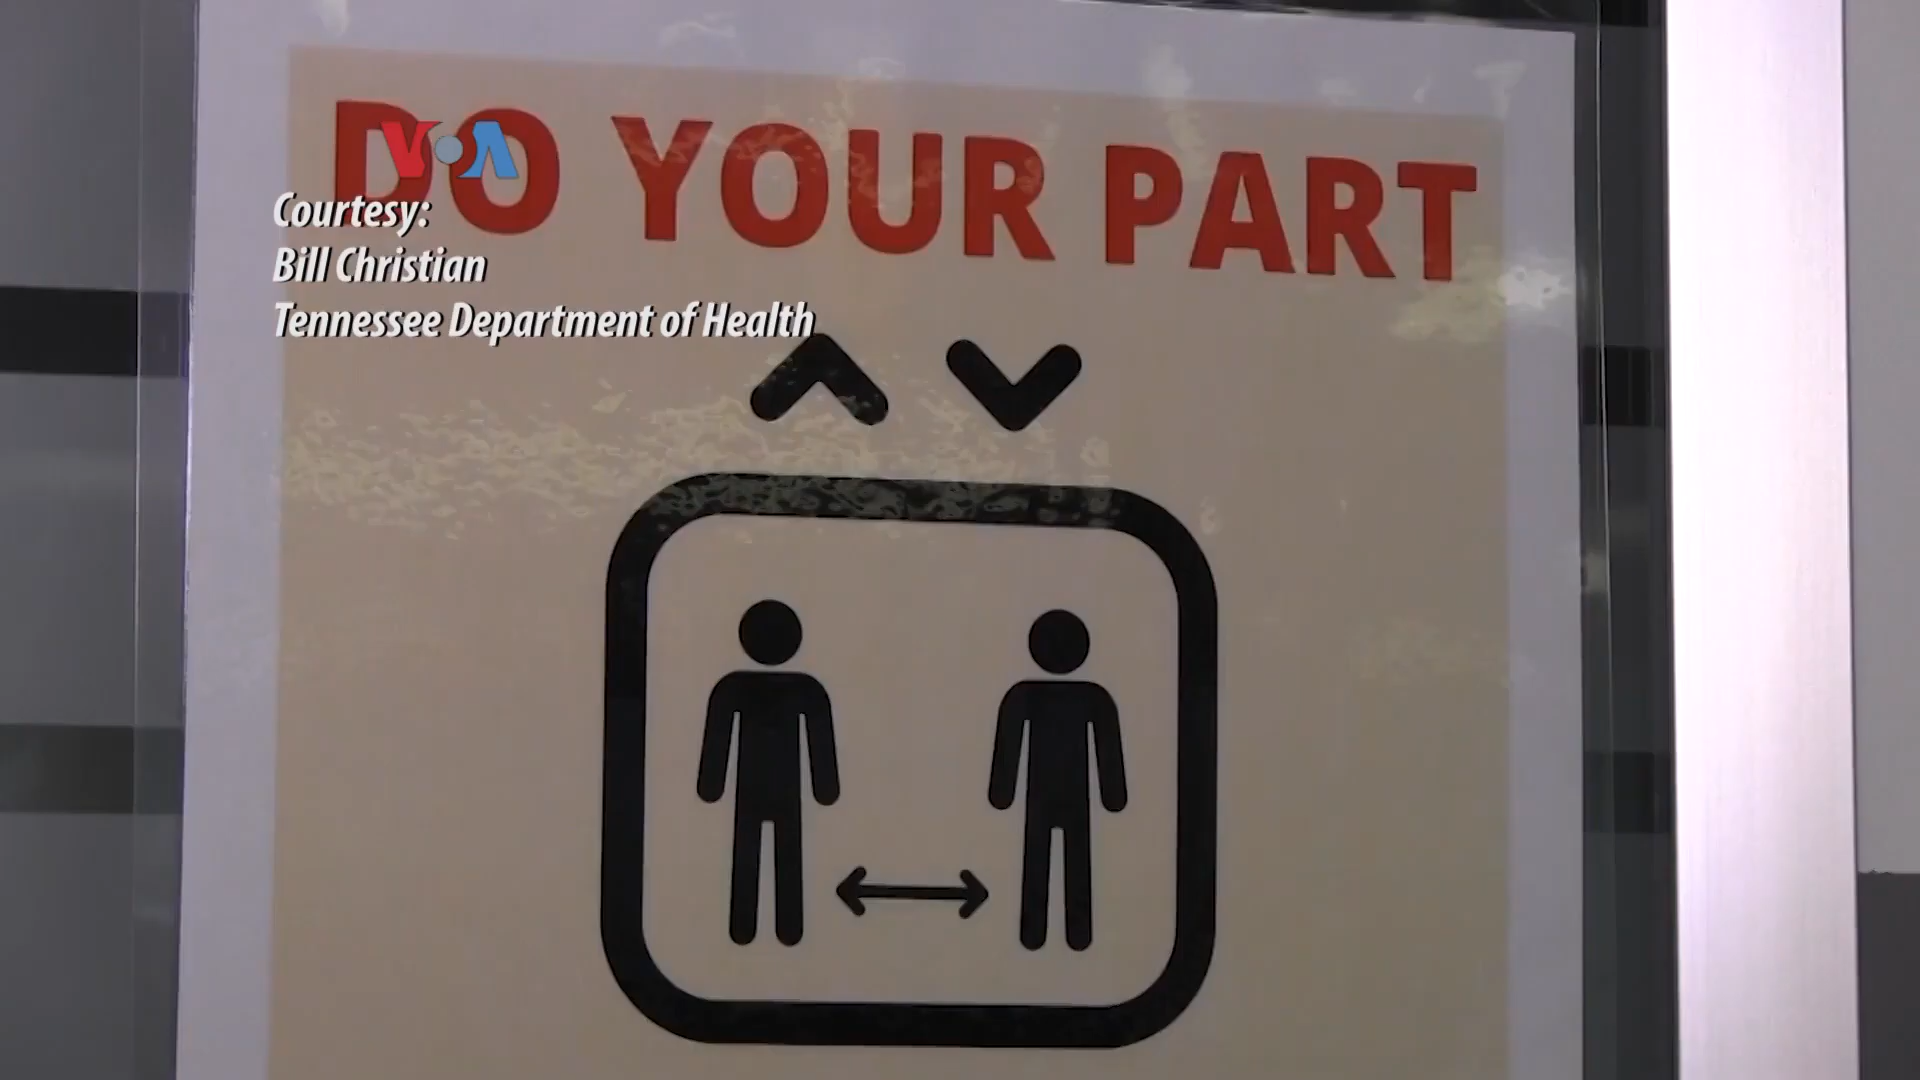 DO YOUR PART
VOA
Courtesy:
Bill Christian
Tennessee Department of Health